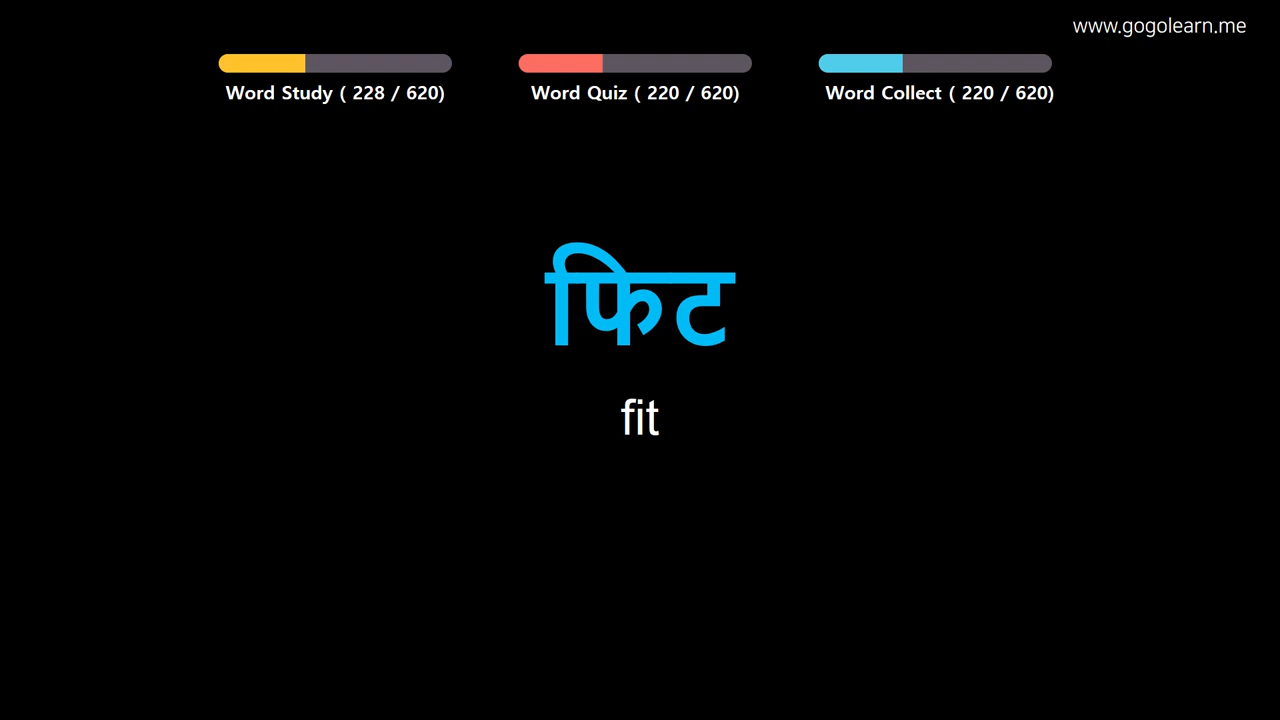 www.gogolearn.me
Word Study ( 228 / 620)
Word Quiz ( 220 / 620)
Word Collect ( 220 / 620)
फिट
fit